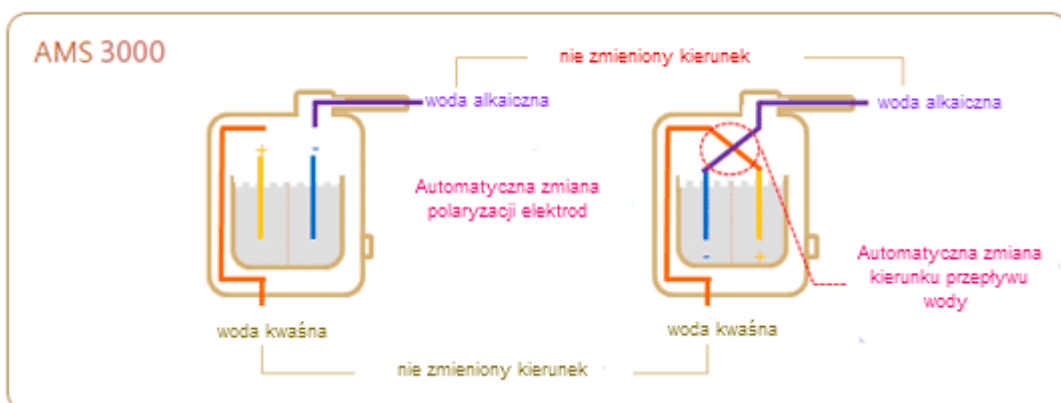 AMS 3000
nie zmieniony kierunek
woda alkaiczna
woda alkaiczna
+ -
Automatyczna zmiana
polaryzacji elektrod
- +
Automatyczna zmiana
kierunku przepływu
wody
woda kwaśna
woda kwaśna
nie zmieniony kierunek